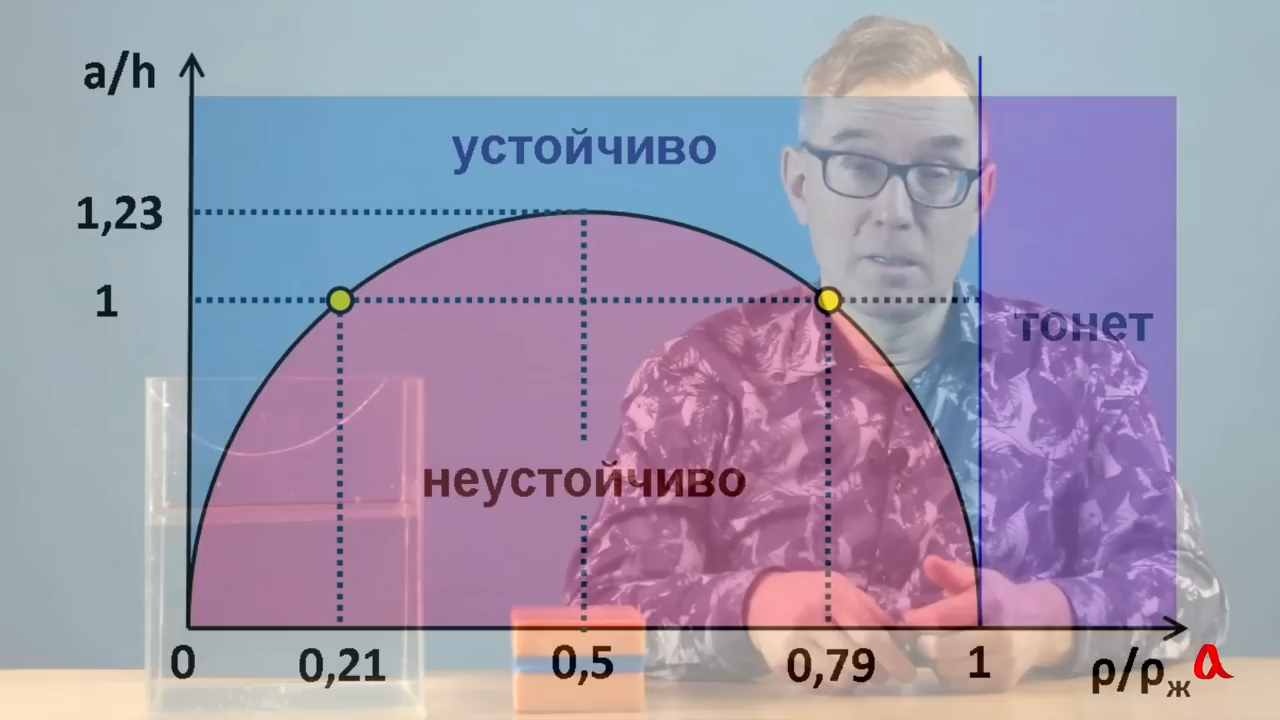 a/h
устойчиво
1,23
1
тонет
неустойчиво
0 0,21 0,5 0,79 1 ρ/ρж a